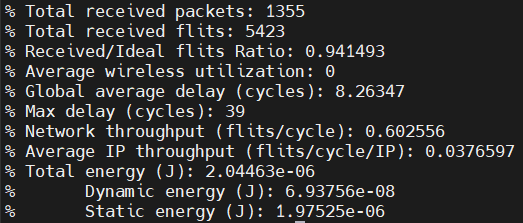 % Total received packets: 1355
% Total received flits: 5423
% Received/Ideal flits Ratio: 0.941493
% Average wireless utilization: 0
% Global average delay (cycles): 8.26347
% Max delay (cycles): 39
% Network throughput (flits/cycle): 0.602556
% Average IP throughput (flits/cycle/IP): 0.0376597
% Total energy (J): 2.04463e-06
%       Dynamic energy (J): 6.93756e-08
%       Static energy (J): 1.97525e-06